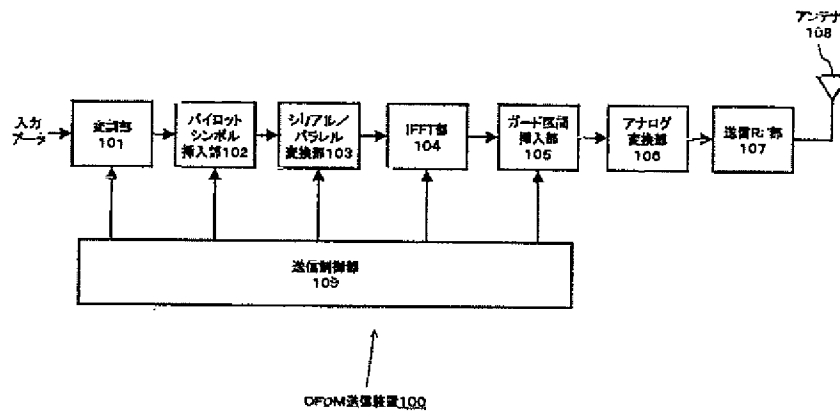 アンテナ
108
入力
データ
変調部
101
パイロット
シンボル
挿入部102
シリアル／
パラレル
変換部103
IFFT部
104
ガード区間
挿入部
105
アナログ
変換部
106
送信RF部
107
送信制御部
109
OFDM送信装置100